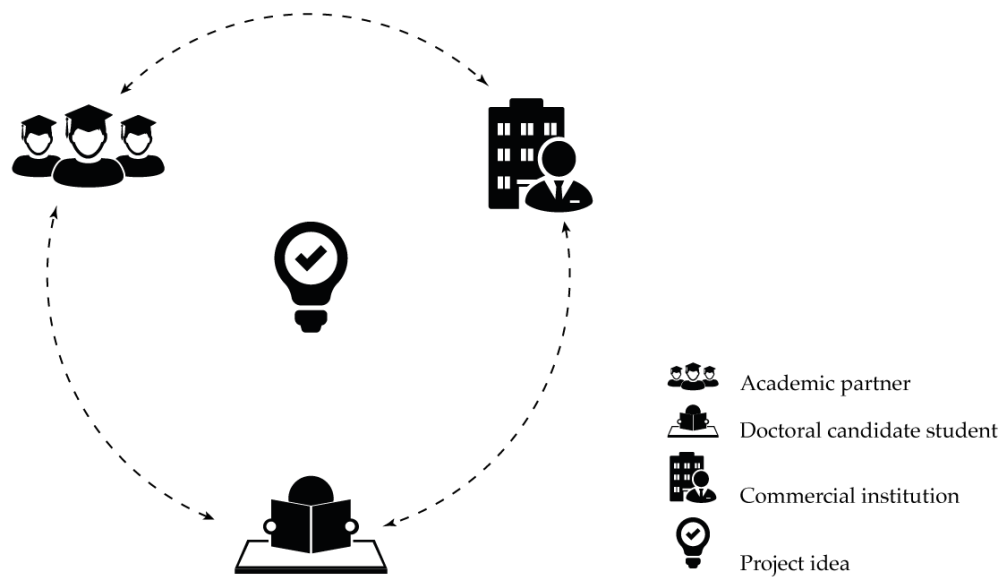 Academic partner
Doctoral candidate student
Commercial institution
Project idea